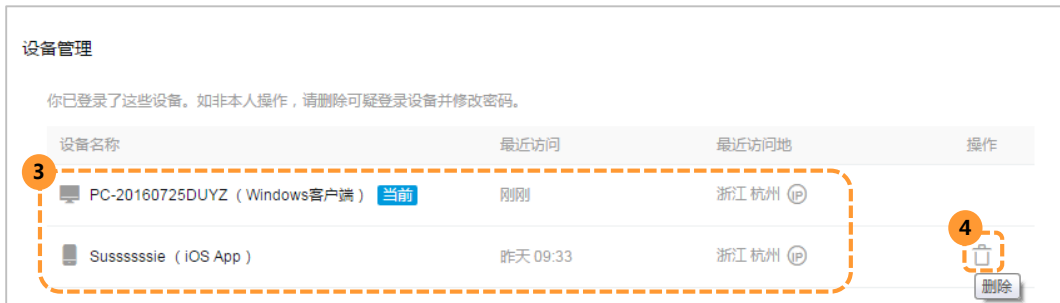 设备管理
你已登录了这些设备。如非本人操作，请删除可疑登录设备并修改密码。
设备名称 最近访问 最近访问地 操作
3
PC-20160725DUYZ（Windows客户端） 当前 刚刚 浙江 杭州 IP
4
Sussssssie（iOS App） 昨天 09:33 浙江 杭州 IP
删除